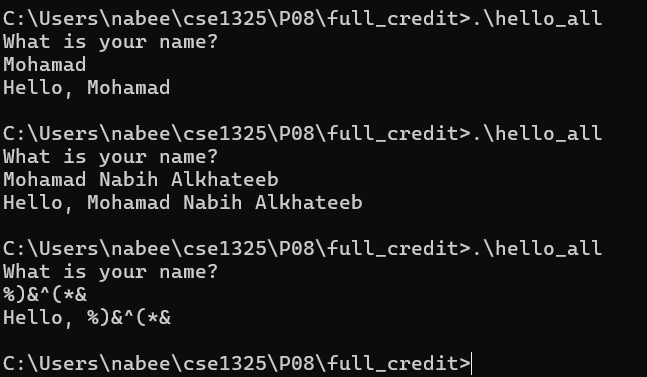 C:\Users\nabee\cse1325\P08\full_credit>.\hello_all
What is your name?
Mohamad
Hello, Mohamad
C:\Users\nabee\cse1325\P08\full_credit>.\hello_all
What is your name?
Mohamad Nabih Alkhateeb
Hello, Mohamad Nabih Alkhateeb
C:\Users\nabee\cse1325\P08\full_credit>.\hello_all
What is your name?
%)&^(*&
Hello, %)&^(*&
C:\Users\nabee\cse1325\P08\full_credit>